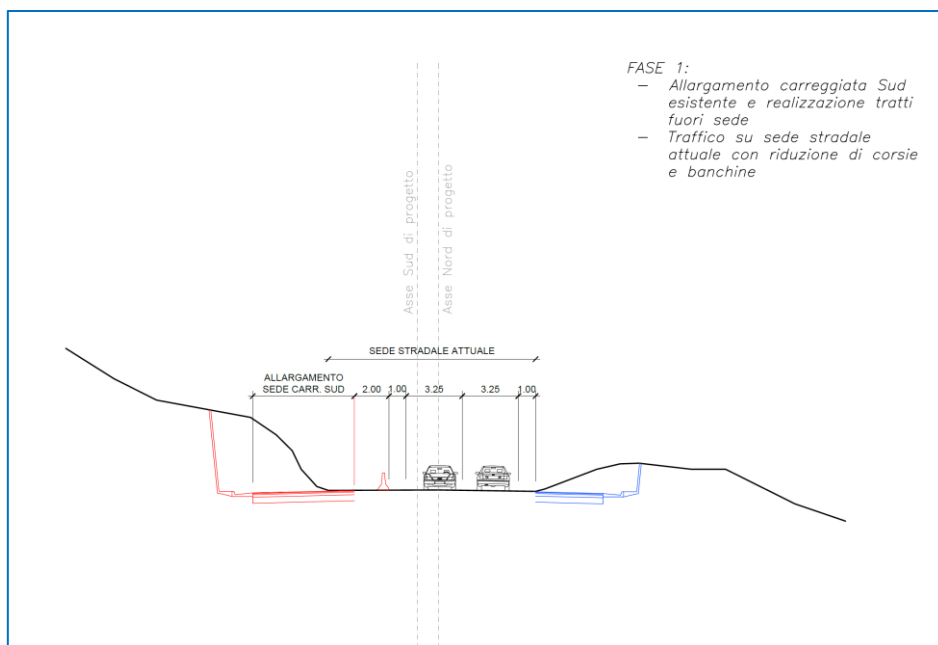 FASE 1:
— Allargamento carreggiata Sud
esistente e realizzazione tratti
fuori sede
— Traffico su sede stradale
attuale con riduzione di corsie
e banchine
Asse Sud di progetto
Asse Nord di progetto
SEDE STRADALE ATTUALE
ALLARGAMENTO
SEDE CARR. SUD
2.00 1.00 3.25 3.25 1.00